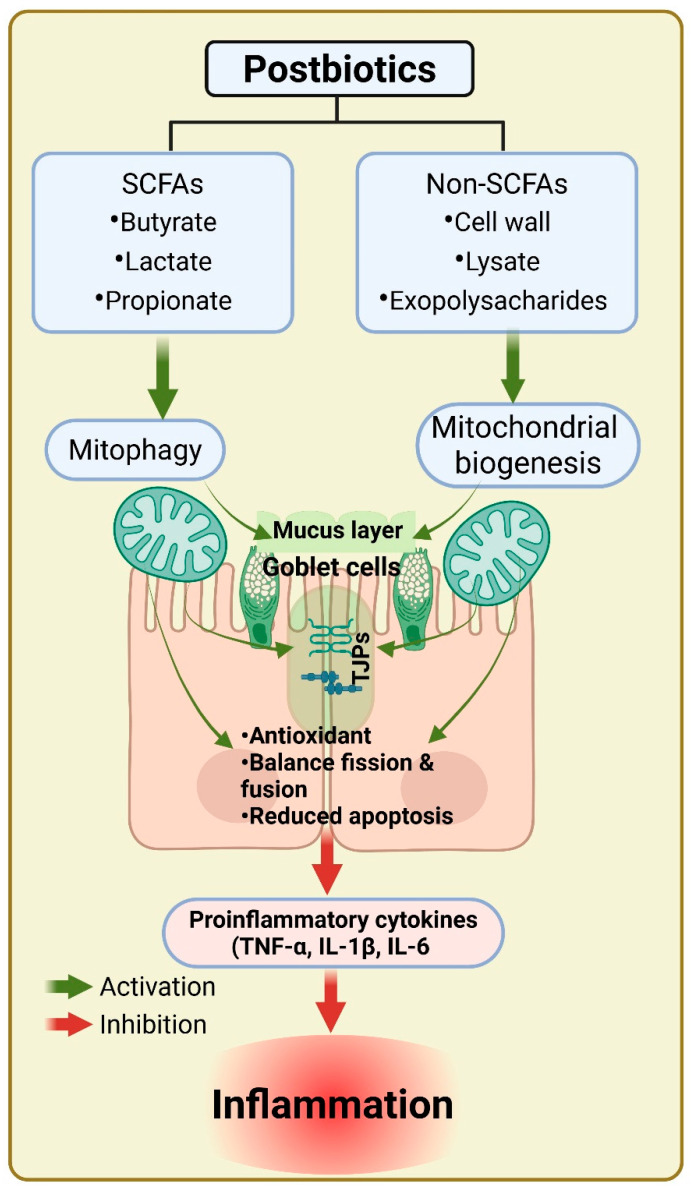 Postbiotics
SCFAs
•Butyrate
•Lactate
•Propionate
Non-SCFAs
•Cell wall
•Lysate
•Exopolysacharides
Mitophagy
Mitochondrial
biogenesis
Mucus layer
Goblet cells
TJPs
•Antioxidant
•Balance fission &
fusion
•Reduced apoptosis
Proinflammatory cytokines
(TNF-α, IL-1β, IL-6
Activation
Inhibition
Inflammation